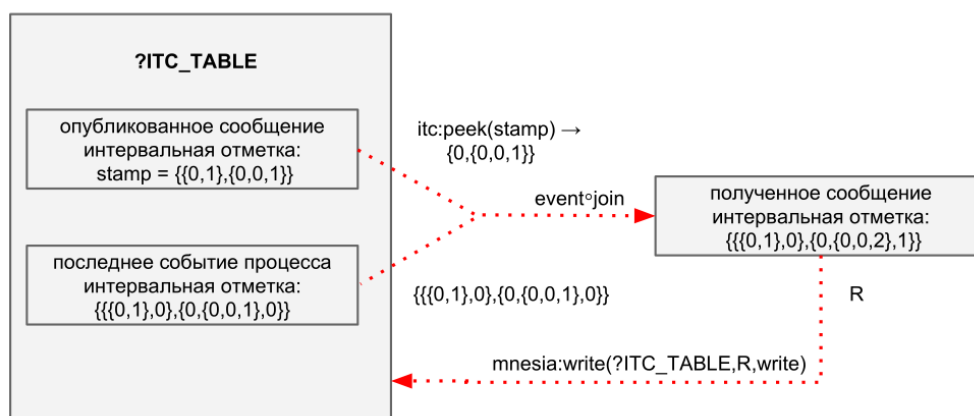 ?ITC_TABLE
опубликованное сообщение
интервальная отметка:
stamp = {{0,1},{0,0,1}}
itc:peek(stamp) →
{0,{0,0,1}}
event∘join
полученное сообщение
интервальная отметка:
{{{0,1},0},{0,{0,0,2},1}}
последнее событие процесса
интервальная отметка:
{{{0,1},0},{0,{0,0,1},0}}
{{{0,1},0},{0,{0,0,1},0}}
R
mnesia:write(?ITC_TABLE,R,write)